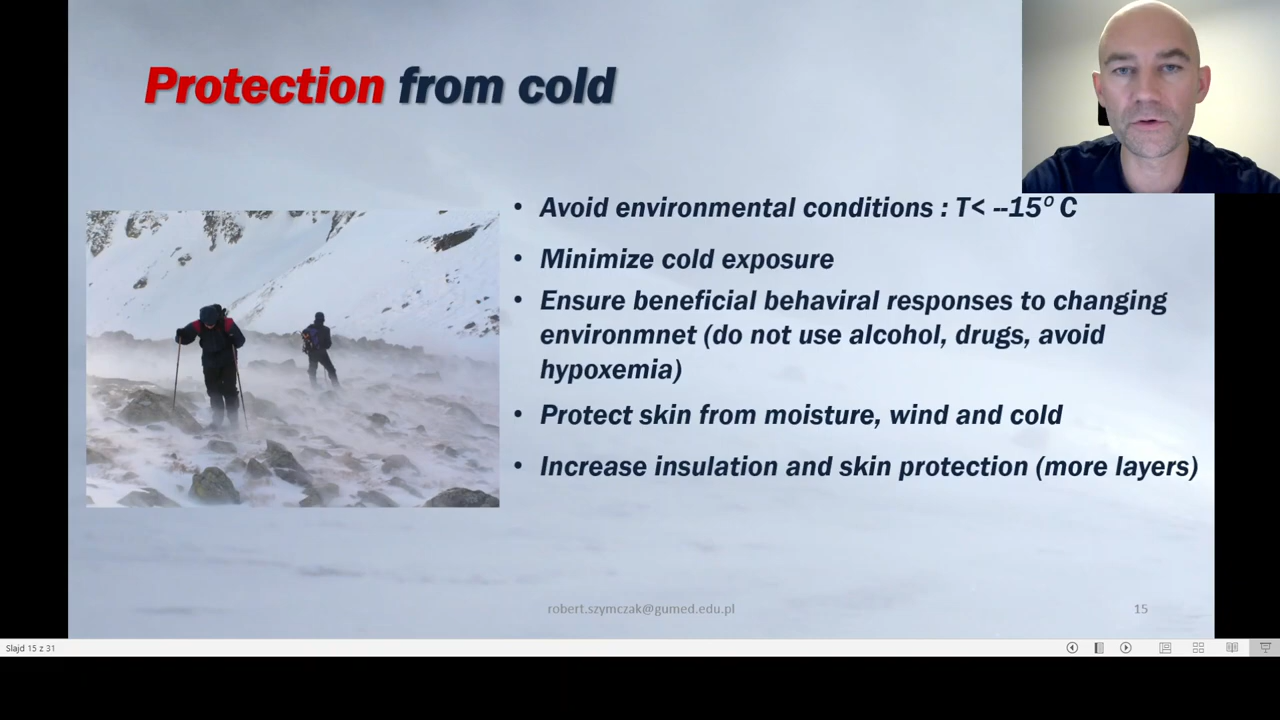 Protection from cold
• Avoid environmental conditions : T< --15º C
• Minimize cold exposure
• Ensure beneficial behaviral responses to changing
environmnet (do not use alcohol, drugs, avoid
hypoxemia)
• Protect skin from moisture, wind and cold
• Increase insulation and skin protection (more layers)
robert.szymczak@gumed.edu.pl
15
Slajd 15 z 31